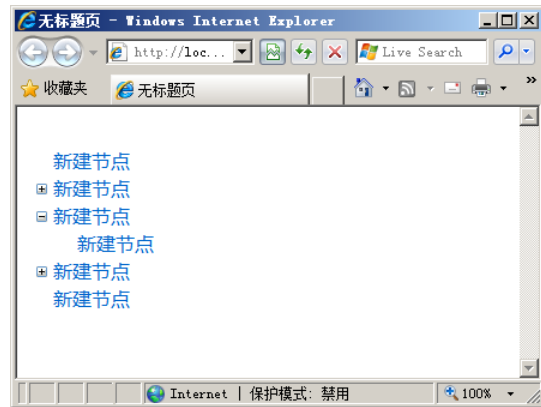 无标题页 - Windows Internet Explorer
http://loc...
Live Search
收藏夹
无标题页
»
新建节点
新建节点
新建节点
新建节点
新建节点
新建节点
Internet | 保护模式: 禁用
100%